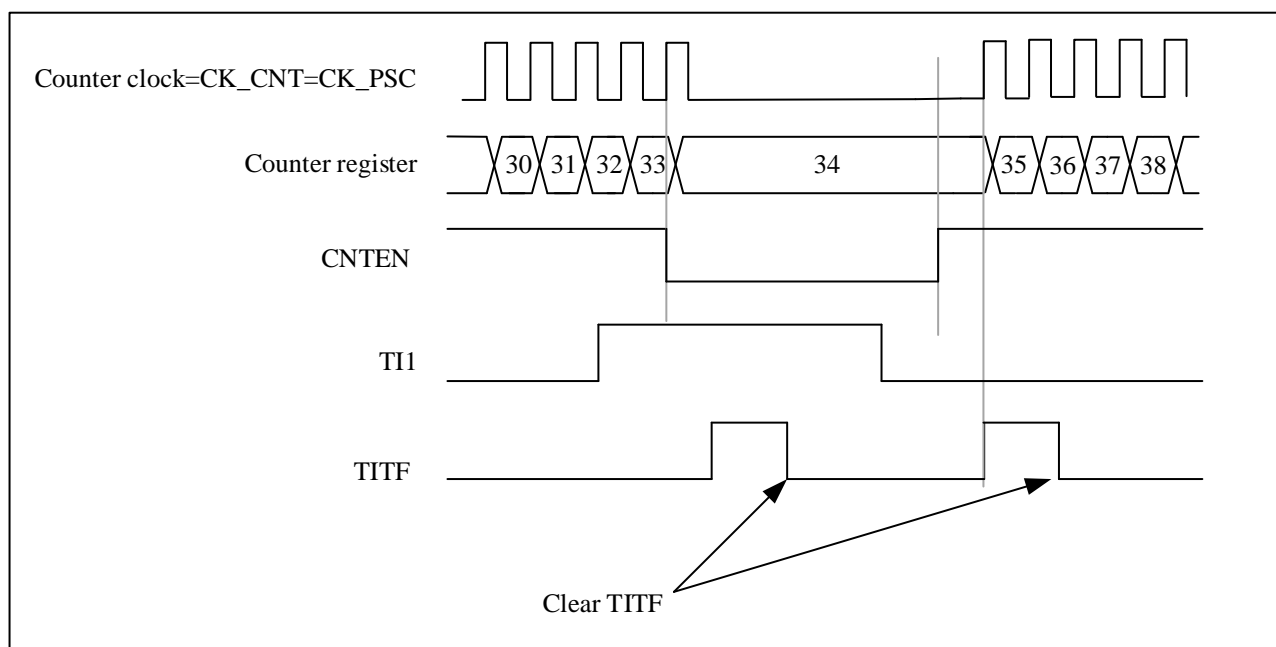 Counter clock=CK_CNT=CK_PSC
Counter register 30 31 32 33 34 35 36 37 38
CNTEN
TI1
TITF
Clear TITF